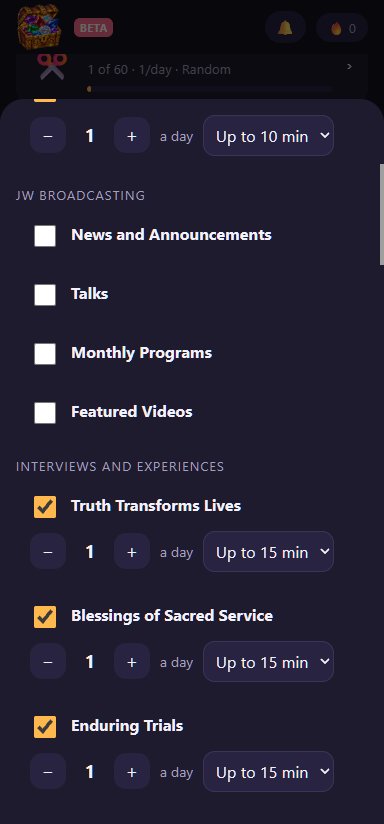 BETA
0
1 of 60 · 1/day · Random
− 1 + a day Up to 10 min
JW BROADCASTING
News and Announcements
Talks
Monthly Programs
Featured Videos
INTERVIEWS AND EXPERIENCES
Truth Transforms Lives
− 1 + a day Up to 15 min
Blessings of Sacred Service
− 1 + a day Up to 15 min
Enduring Trials
− 1 + a day Up to 15 min